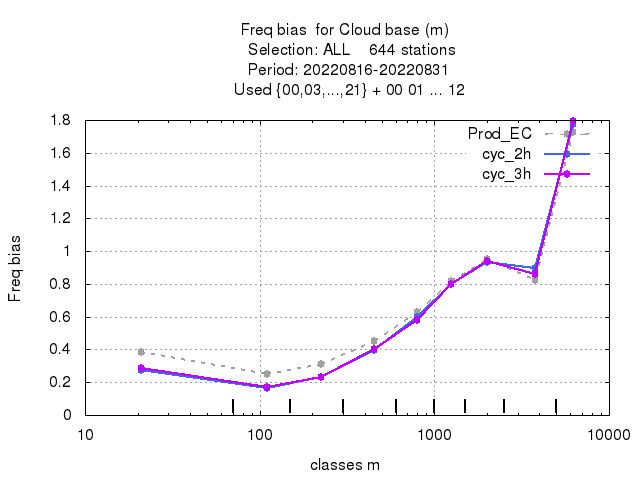 Freq bias  for Cloud base (m)
Selection: ALL    644 stations
Period: 20220816-20220831
Used {00,03,...,21} + 00 01 ... 12
Prod_EC
cyc_2h
cyc_3h
Freq bias
1.8
1.6
1.4
1.2
1
0.8
0.6
0.4
0.2
0
10
100
1000
10000
classes m